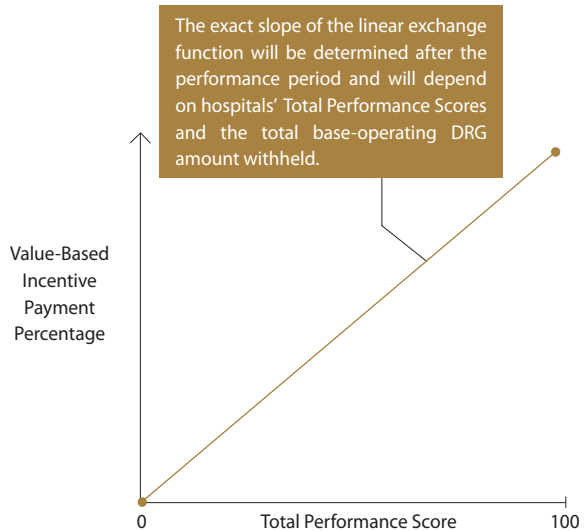 The exact slope of the linear exchange
function will be determined after the
performance period and will depend
on hospitals’ Total Performance Scores
and the total base-operating DRG
amount withheld.
Value-Based
Incentive
Payment
Percentage
0
Total Performance Score
100